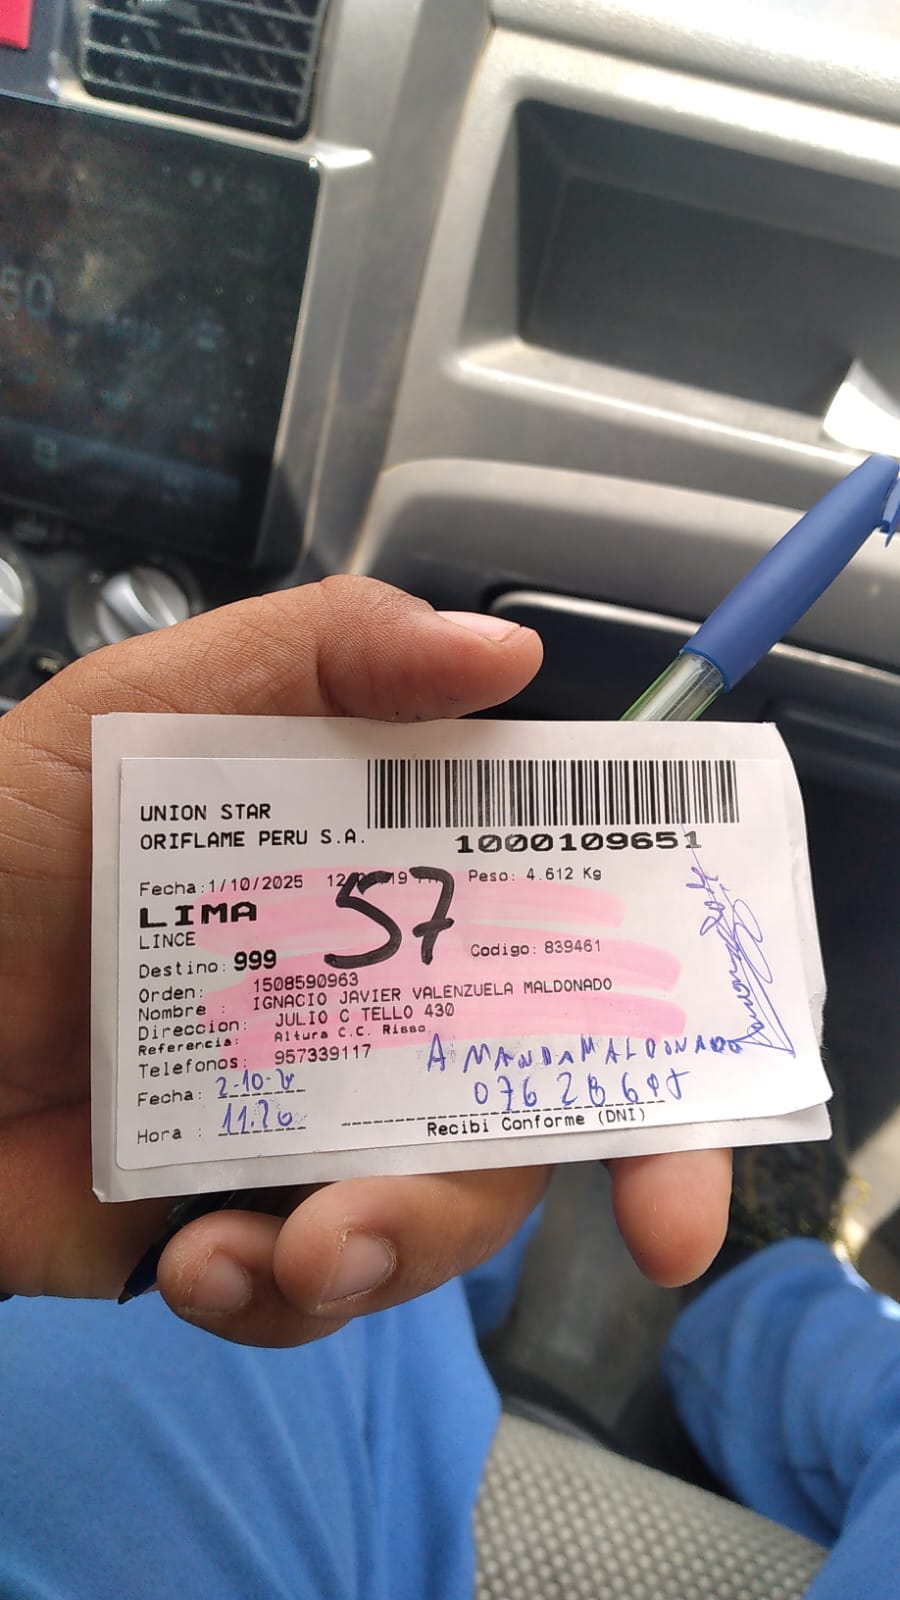 UNION STAR
ORIFLAME PERU S.A.
1000109651
Fecha:1/10/2025 Peso: 4.612 Kg
57
LIMA
LINCE
Destino: 999 Codigo: 839461
Orden: 1508590963
Nombre : IGNACIO JAVIER VALENZUELA MALDONADO
Direccion: JULIO C TELLO 430
Referencia: Altura C.C. Risso
Telefonos: 957339117
AMANDA MALDONADO
Fecha: 2-10-
Hora : 11:20
Recibi Conforme (DNI)